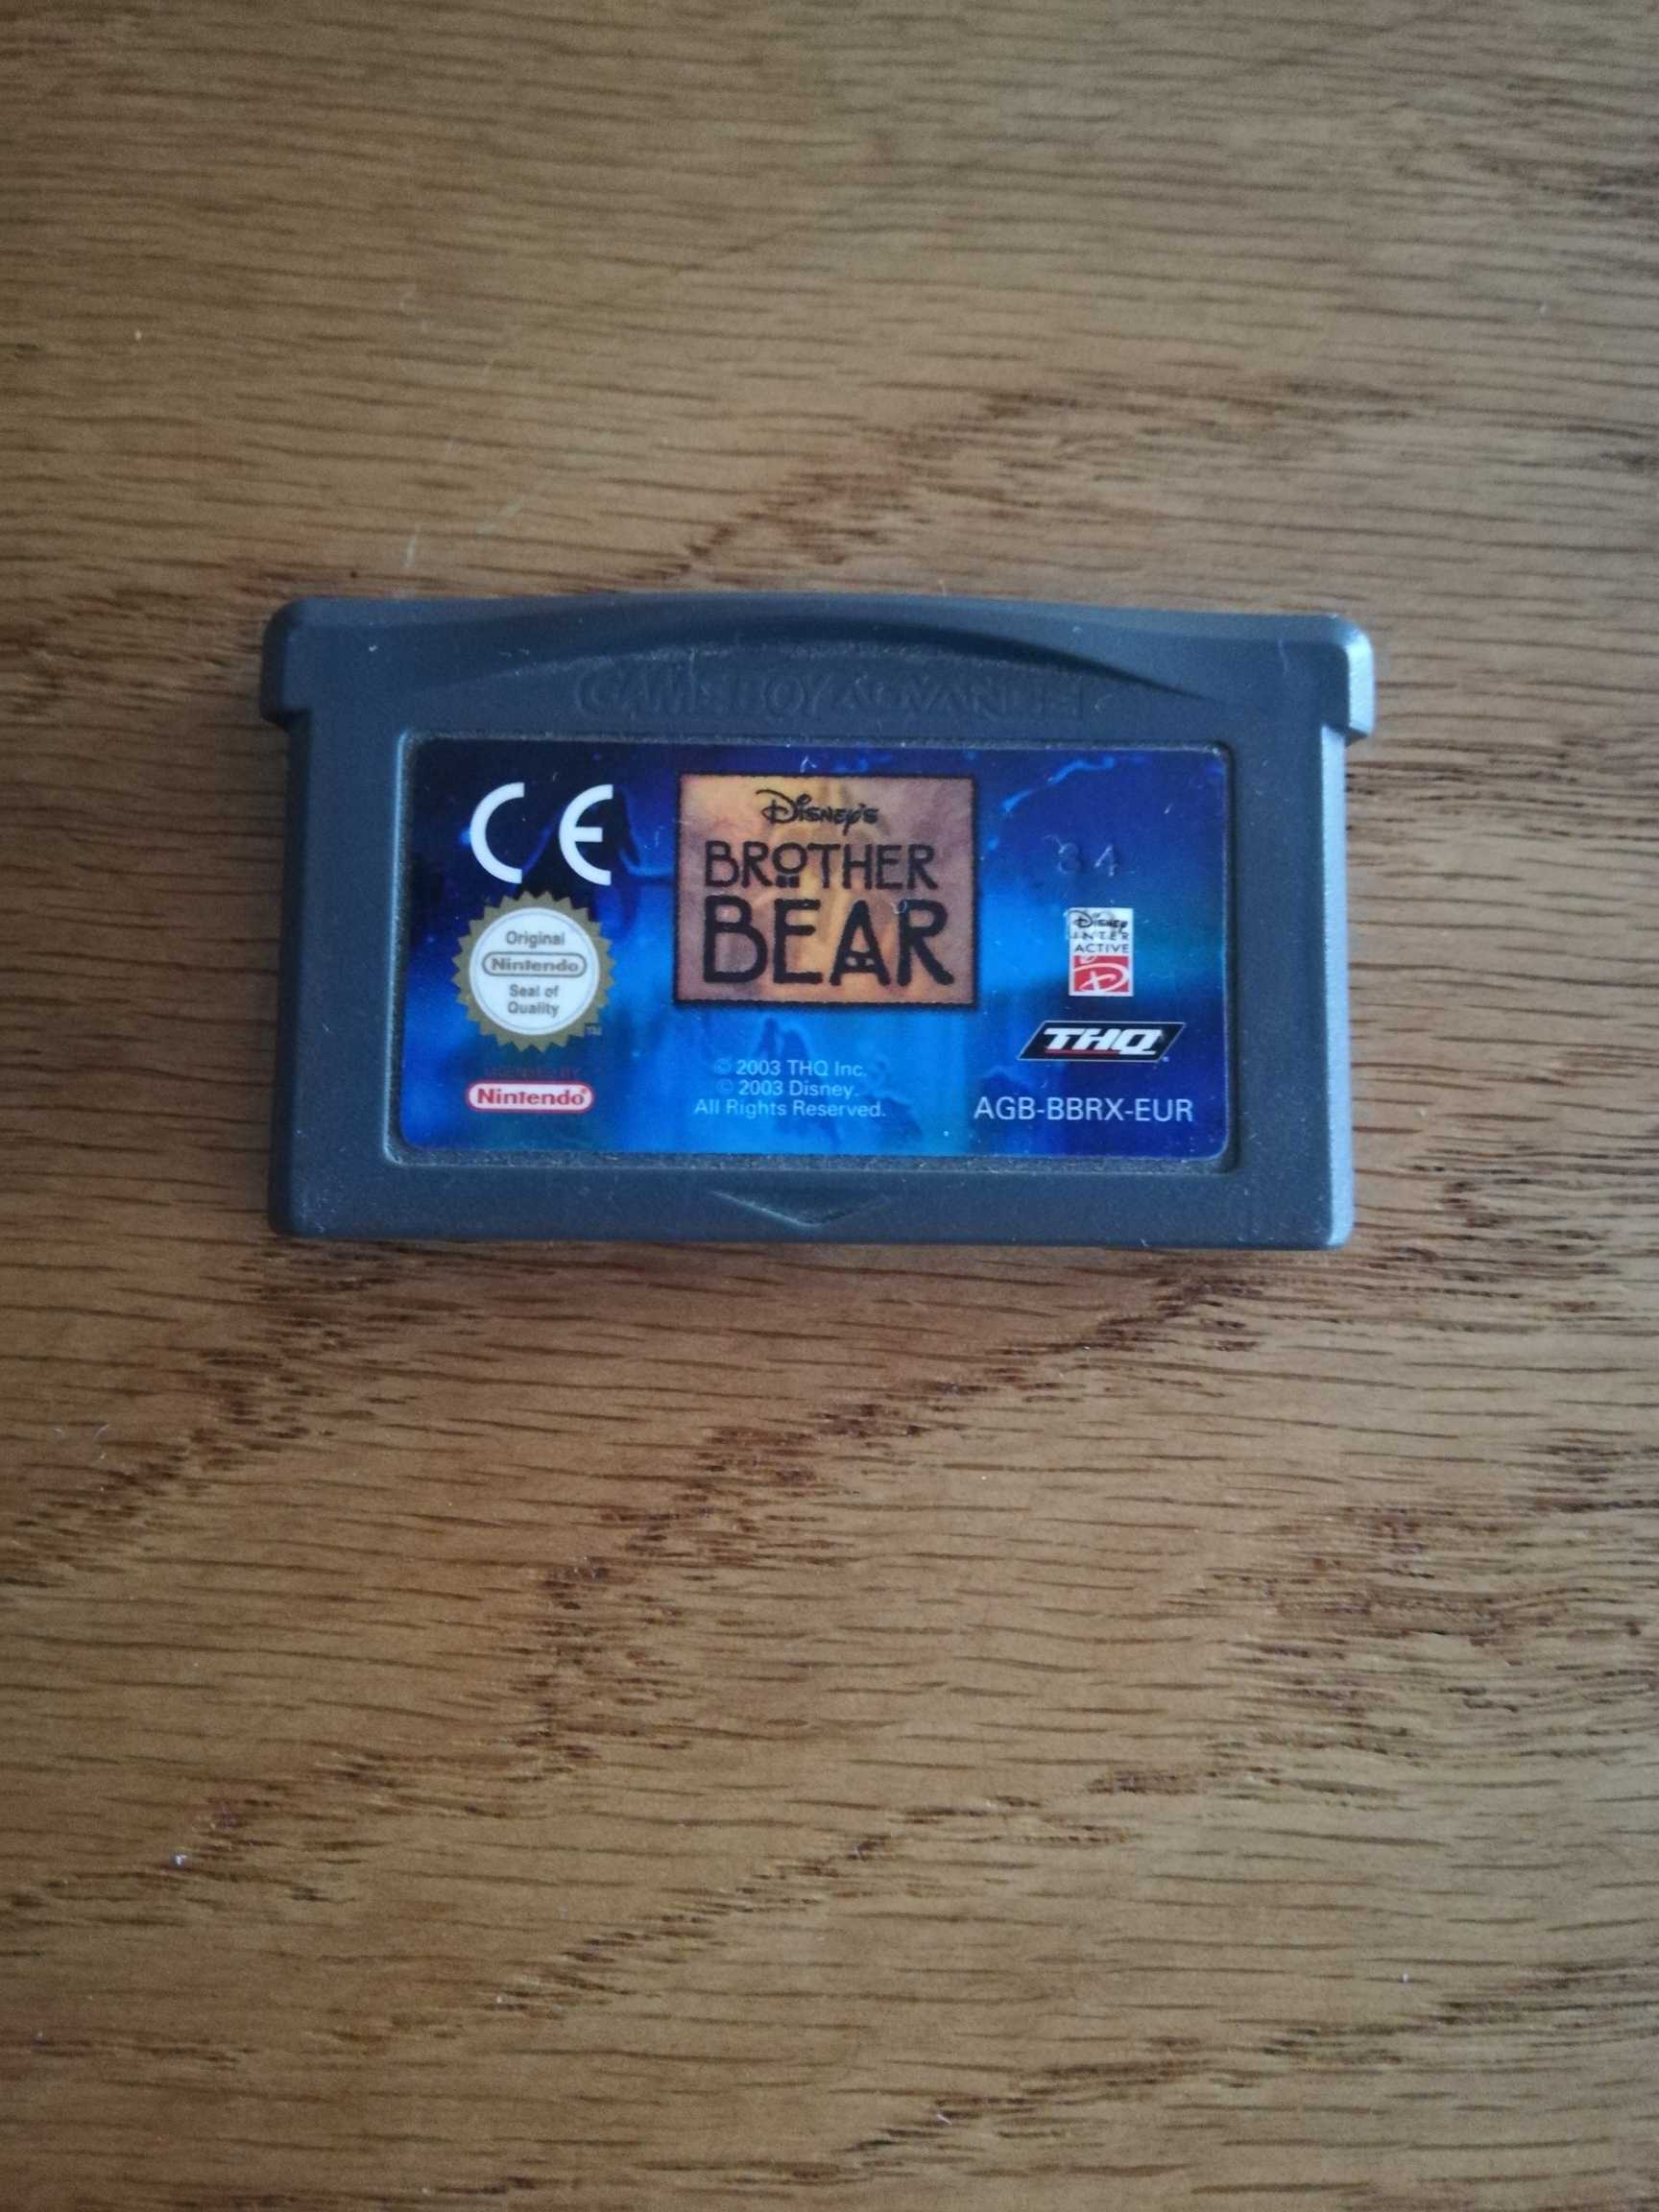 GAME BOY ADVANCE
CE
Disney's
BROTHER
BEAR
34
Original
Nintendo
Seal of
Quality
TM
Disney
INTER
ACTIVE
D
THQ
LICENSED BY
Nintendo®
© 2003 THQ Inc.
© 2003 Disney.
All Rights Reserved.
AGB-BBRX-EUR